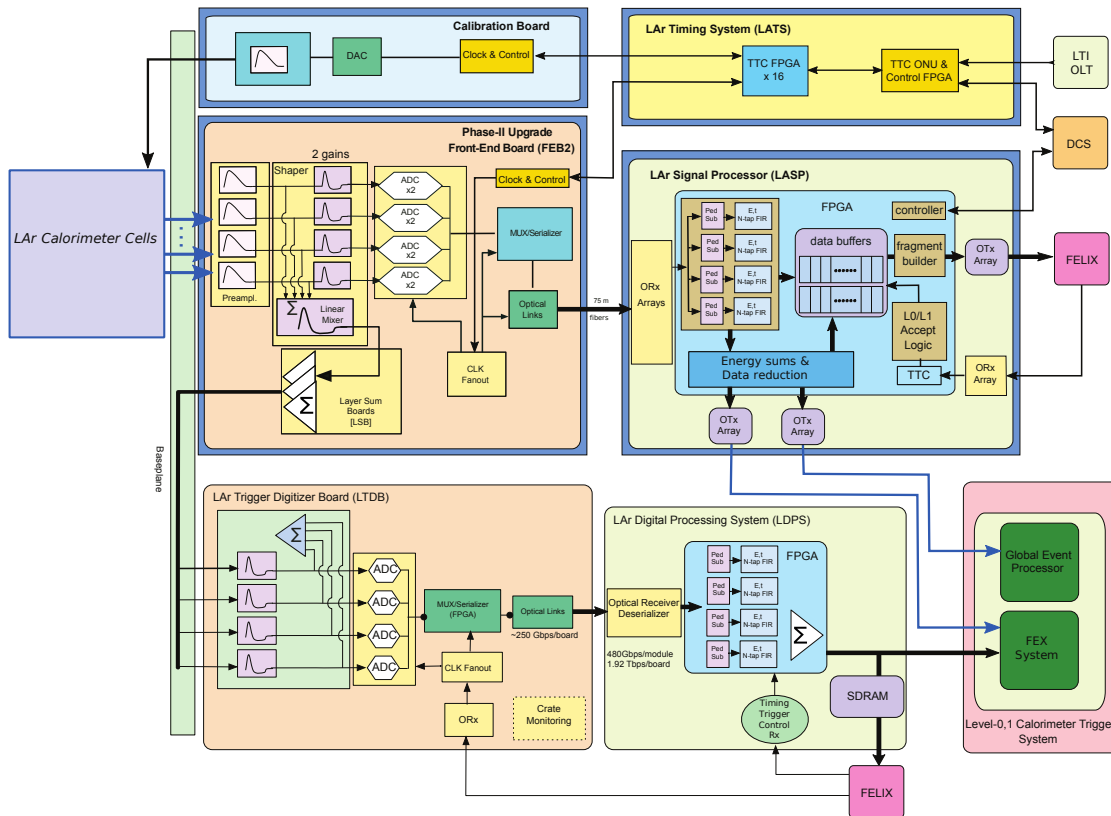 Calibration Board
DAC
Clock & Control
LAr Timing System (LATS)
TTC FPGA
x 16
TTC ONU &
Control FPGA
LTI
OLT
DCS
Phase-II Upgrade
Front-End Board (FEB2)
2 gains
Shaper
ADC
x2
ADC
x2
ADC
x2
ADC
x2
Clock & Control
MUX/Serializer
Optical
Links
CLK
Fanout
Preampl.
Σ
Linear
Mixer
Σ
Layer Sum
Boards
[LSB]
LAr Calorimeter Cells
Baseplane
75 m
fibers
LAr Signal Processor (LASP)
FPGA
controller
ORx
Arrays
Ped
Sub
E,t
N-tap FIR
Ped
Sub
E,t
N-tap FIR
Ped
Sub
E,t
N-tap FIR
Ped
Sub
E,t
N-tap FIR
data buffers
fragment
builder
OTx
Array
FELIX
L0/L1
Accept
Logic
TTC
ORx
Array
Energy sums &
Data reduction
OTx
Array
OTx
Array
LAr Trigger Digitizer Board (LTDB)
Σ
ADC
ADC
ADC
ADC
MUX/Serializer
(FPGA)
Optical Links
~250 Gbps/board
CLK Fanout
ORx
Crate
Monitoring
LAr Digital Processing System (LDPS)
Optical Receiver
Deserializer
480Gbps/module
1.92 Tbps/board
FPGA
Ped
Sub
E,t
N-tap FIR
Ped
Sub
E,t
N-tap FIR
Ped
Sub
E,t
N-tap FIR
Ped
Sub
E,t
N-tap FIR
Σ
Timing
Trigger
Control
Rx
SDRAM
FELIX
Global Event
Processor
FEX
System
Level-0,1 Calorimeter Trigger
System